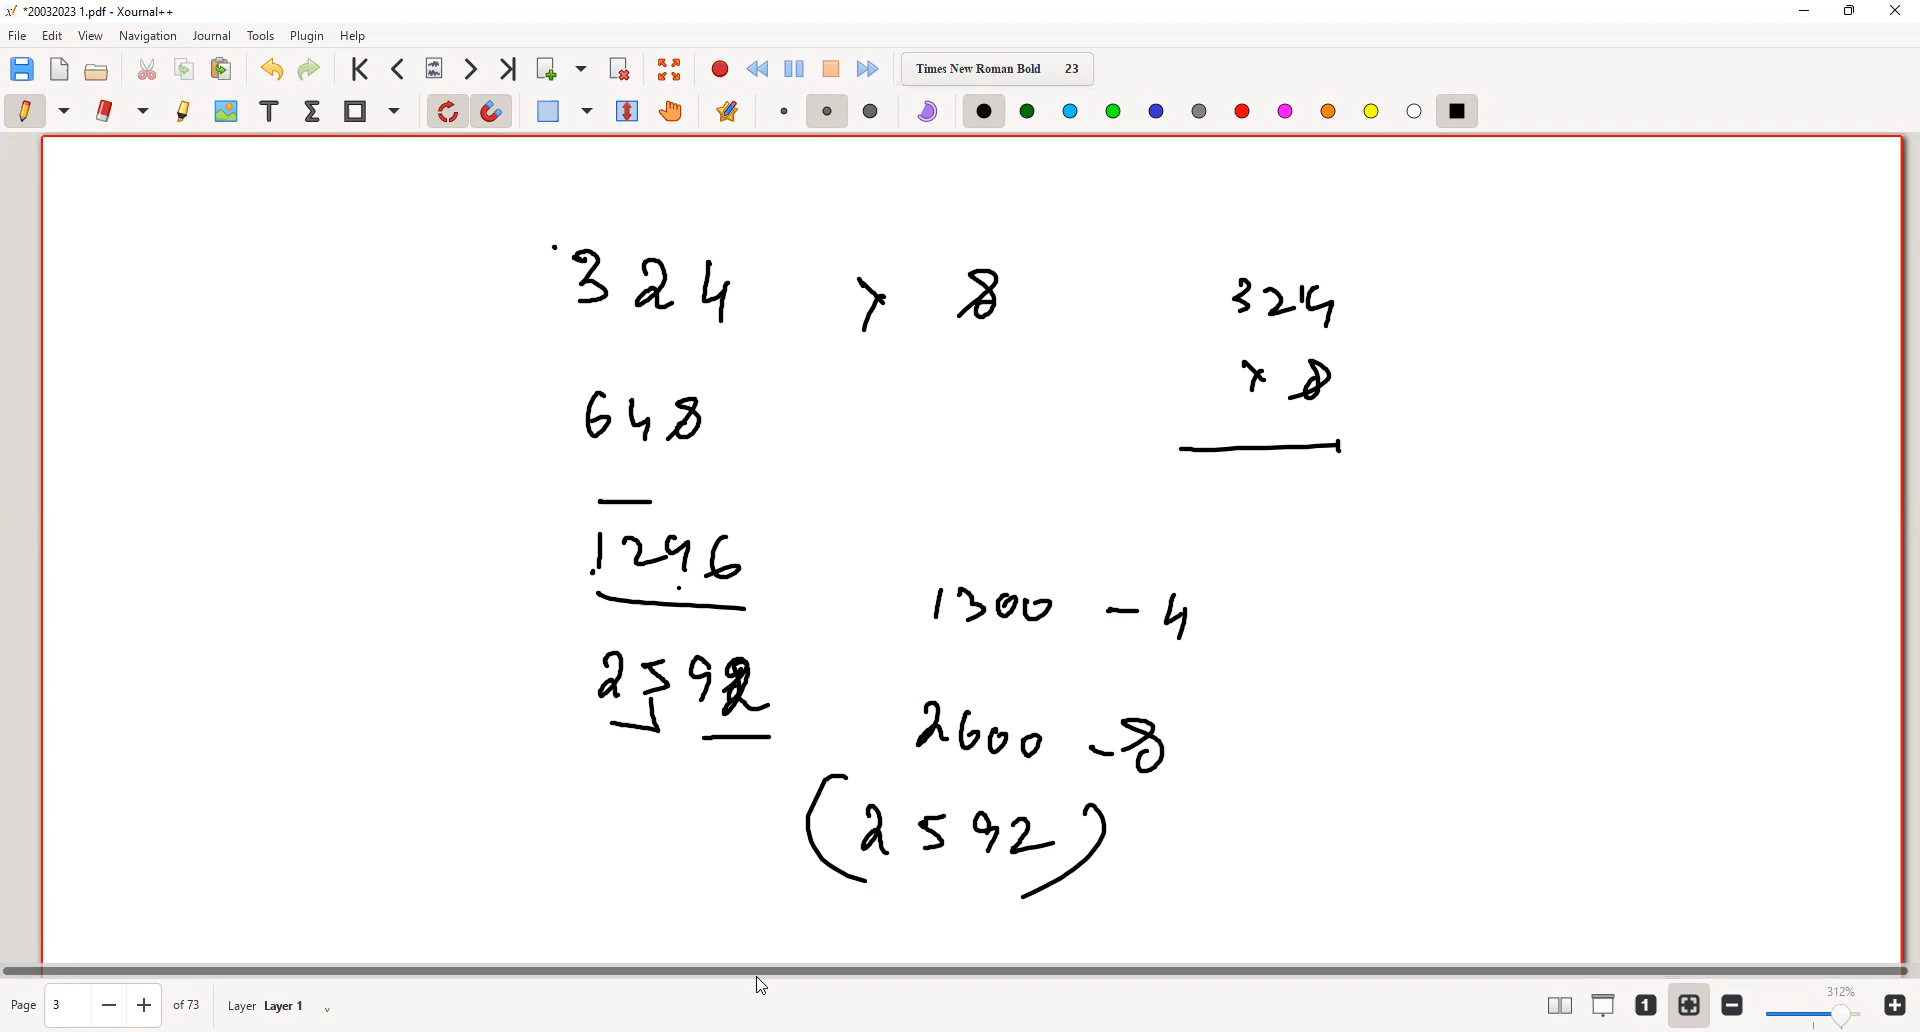 *20032023 1.pdf - Xournal++
File Edit View Navigation Journal Tools Plugin Help
Times New Roman Bold 23
324 × 8
324
× 8
648
1296
1300 - 4
2592
2600 - 8
(2592)
Page 3 of 73 Layer Layer 1 312%